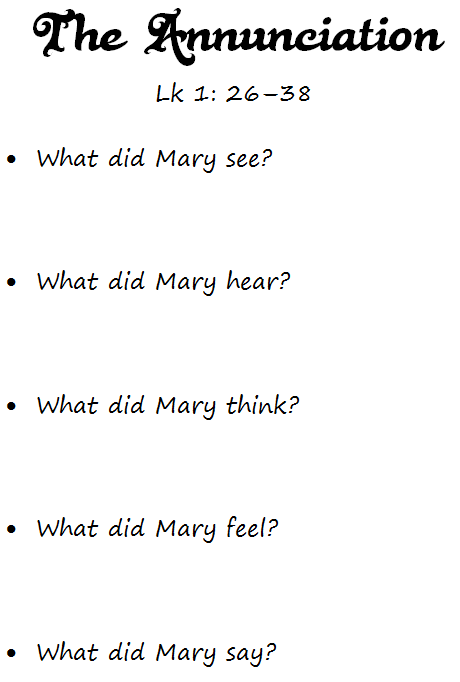 The Annunciation
Lk 1: 26–38
• What did Mary see?
• What did Mary hear?
• What did Mary think?
• What did Mary feel?
• What did Mary say?